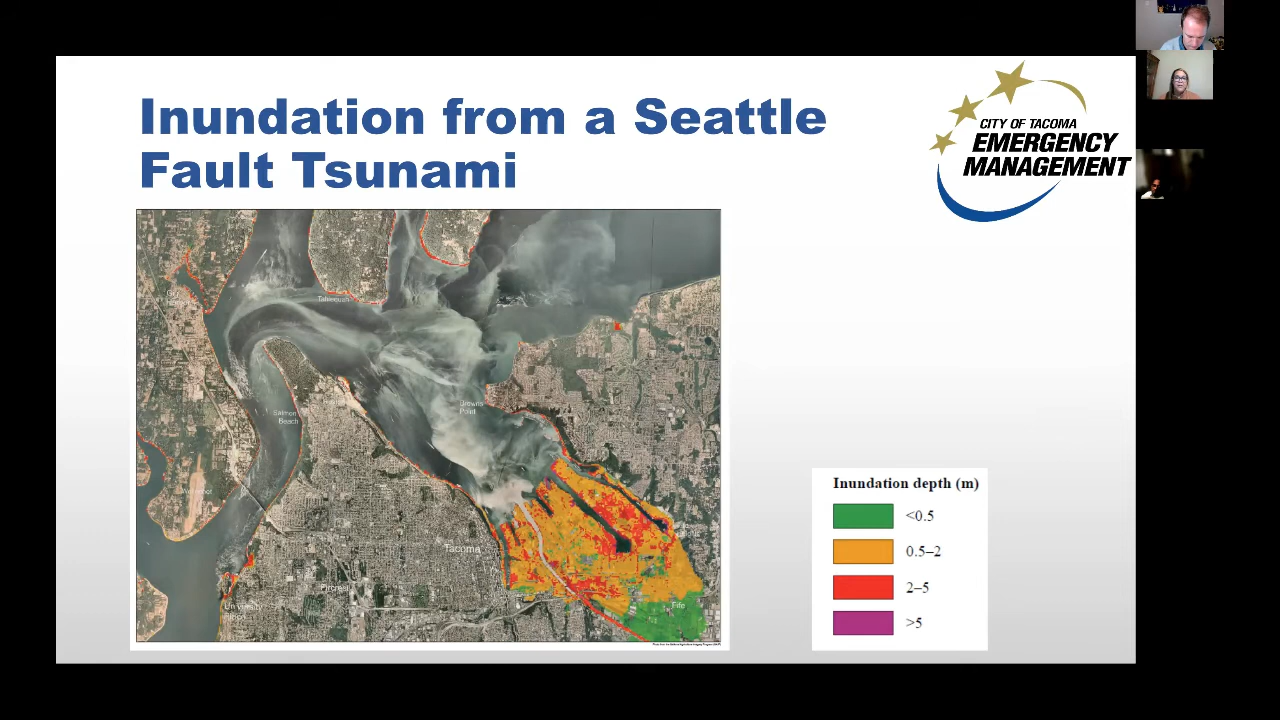 Inundation from a Seattle
Fault Tsunami
CITY OF TACOMA
EMERGENCY
MANAGEMENT
Tahlequah
Salmon
Beach
Browns
Point
Tacoma
Fife
University
Place
Inundation depth (m)
<0.5
0.5–2
2–5
>5